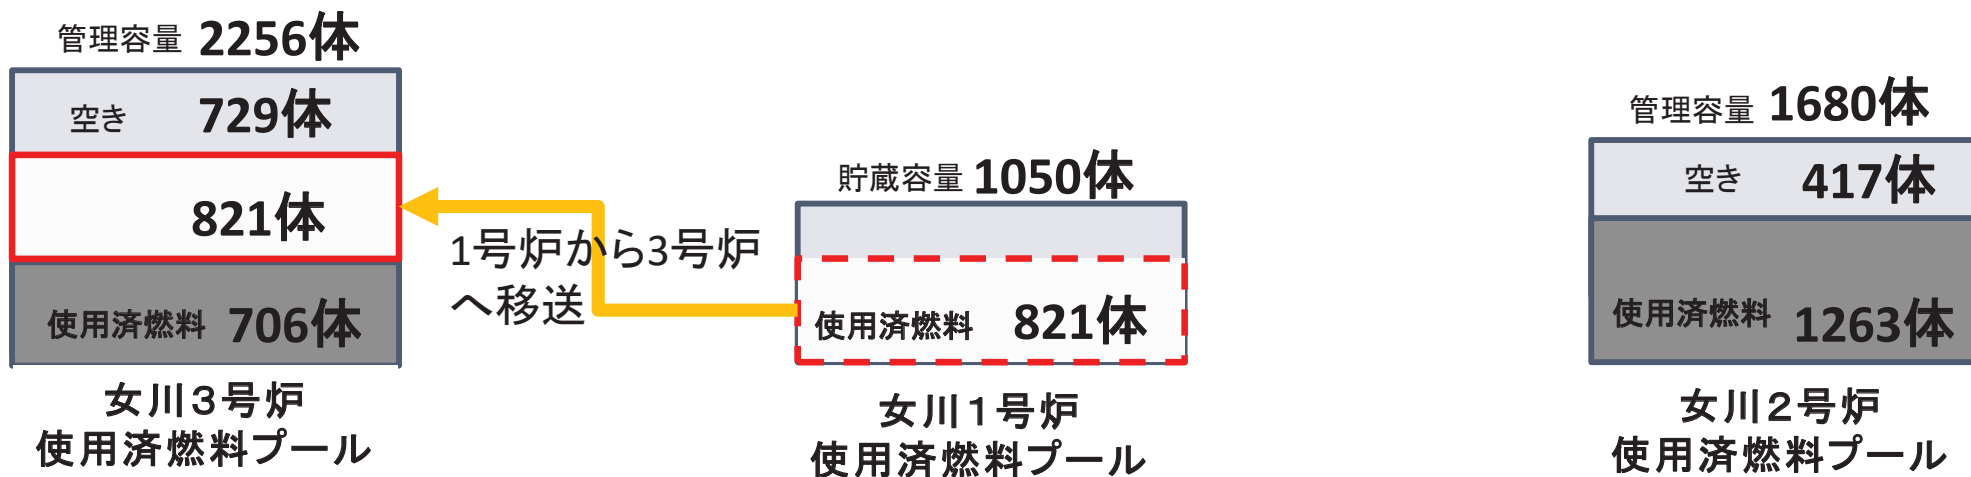 管理容量 2256体
空き 729体
821体
使用済燃料 706体
女川３号炉
使用済燃料プール
1号炉から3号炉
へ移送
貯蔵容量 1050体
使用済燃料 821体
女川１号炉
使用済燃料プール
管理容量 1680体
空き 417体
使用済燃料 1263体
女川２号炉
使用済燃料プール